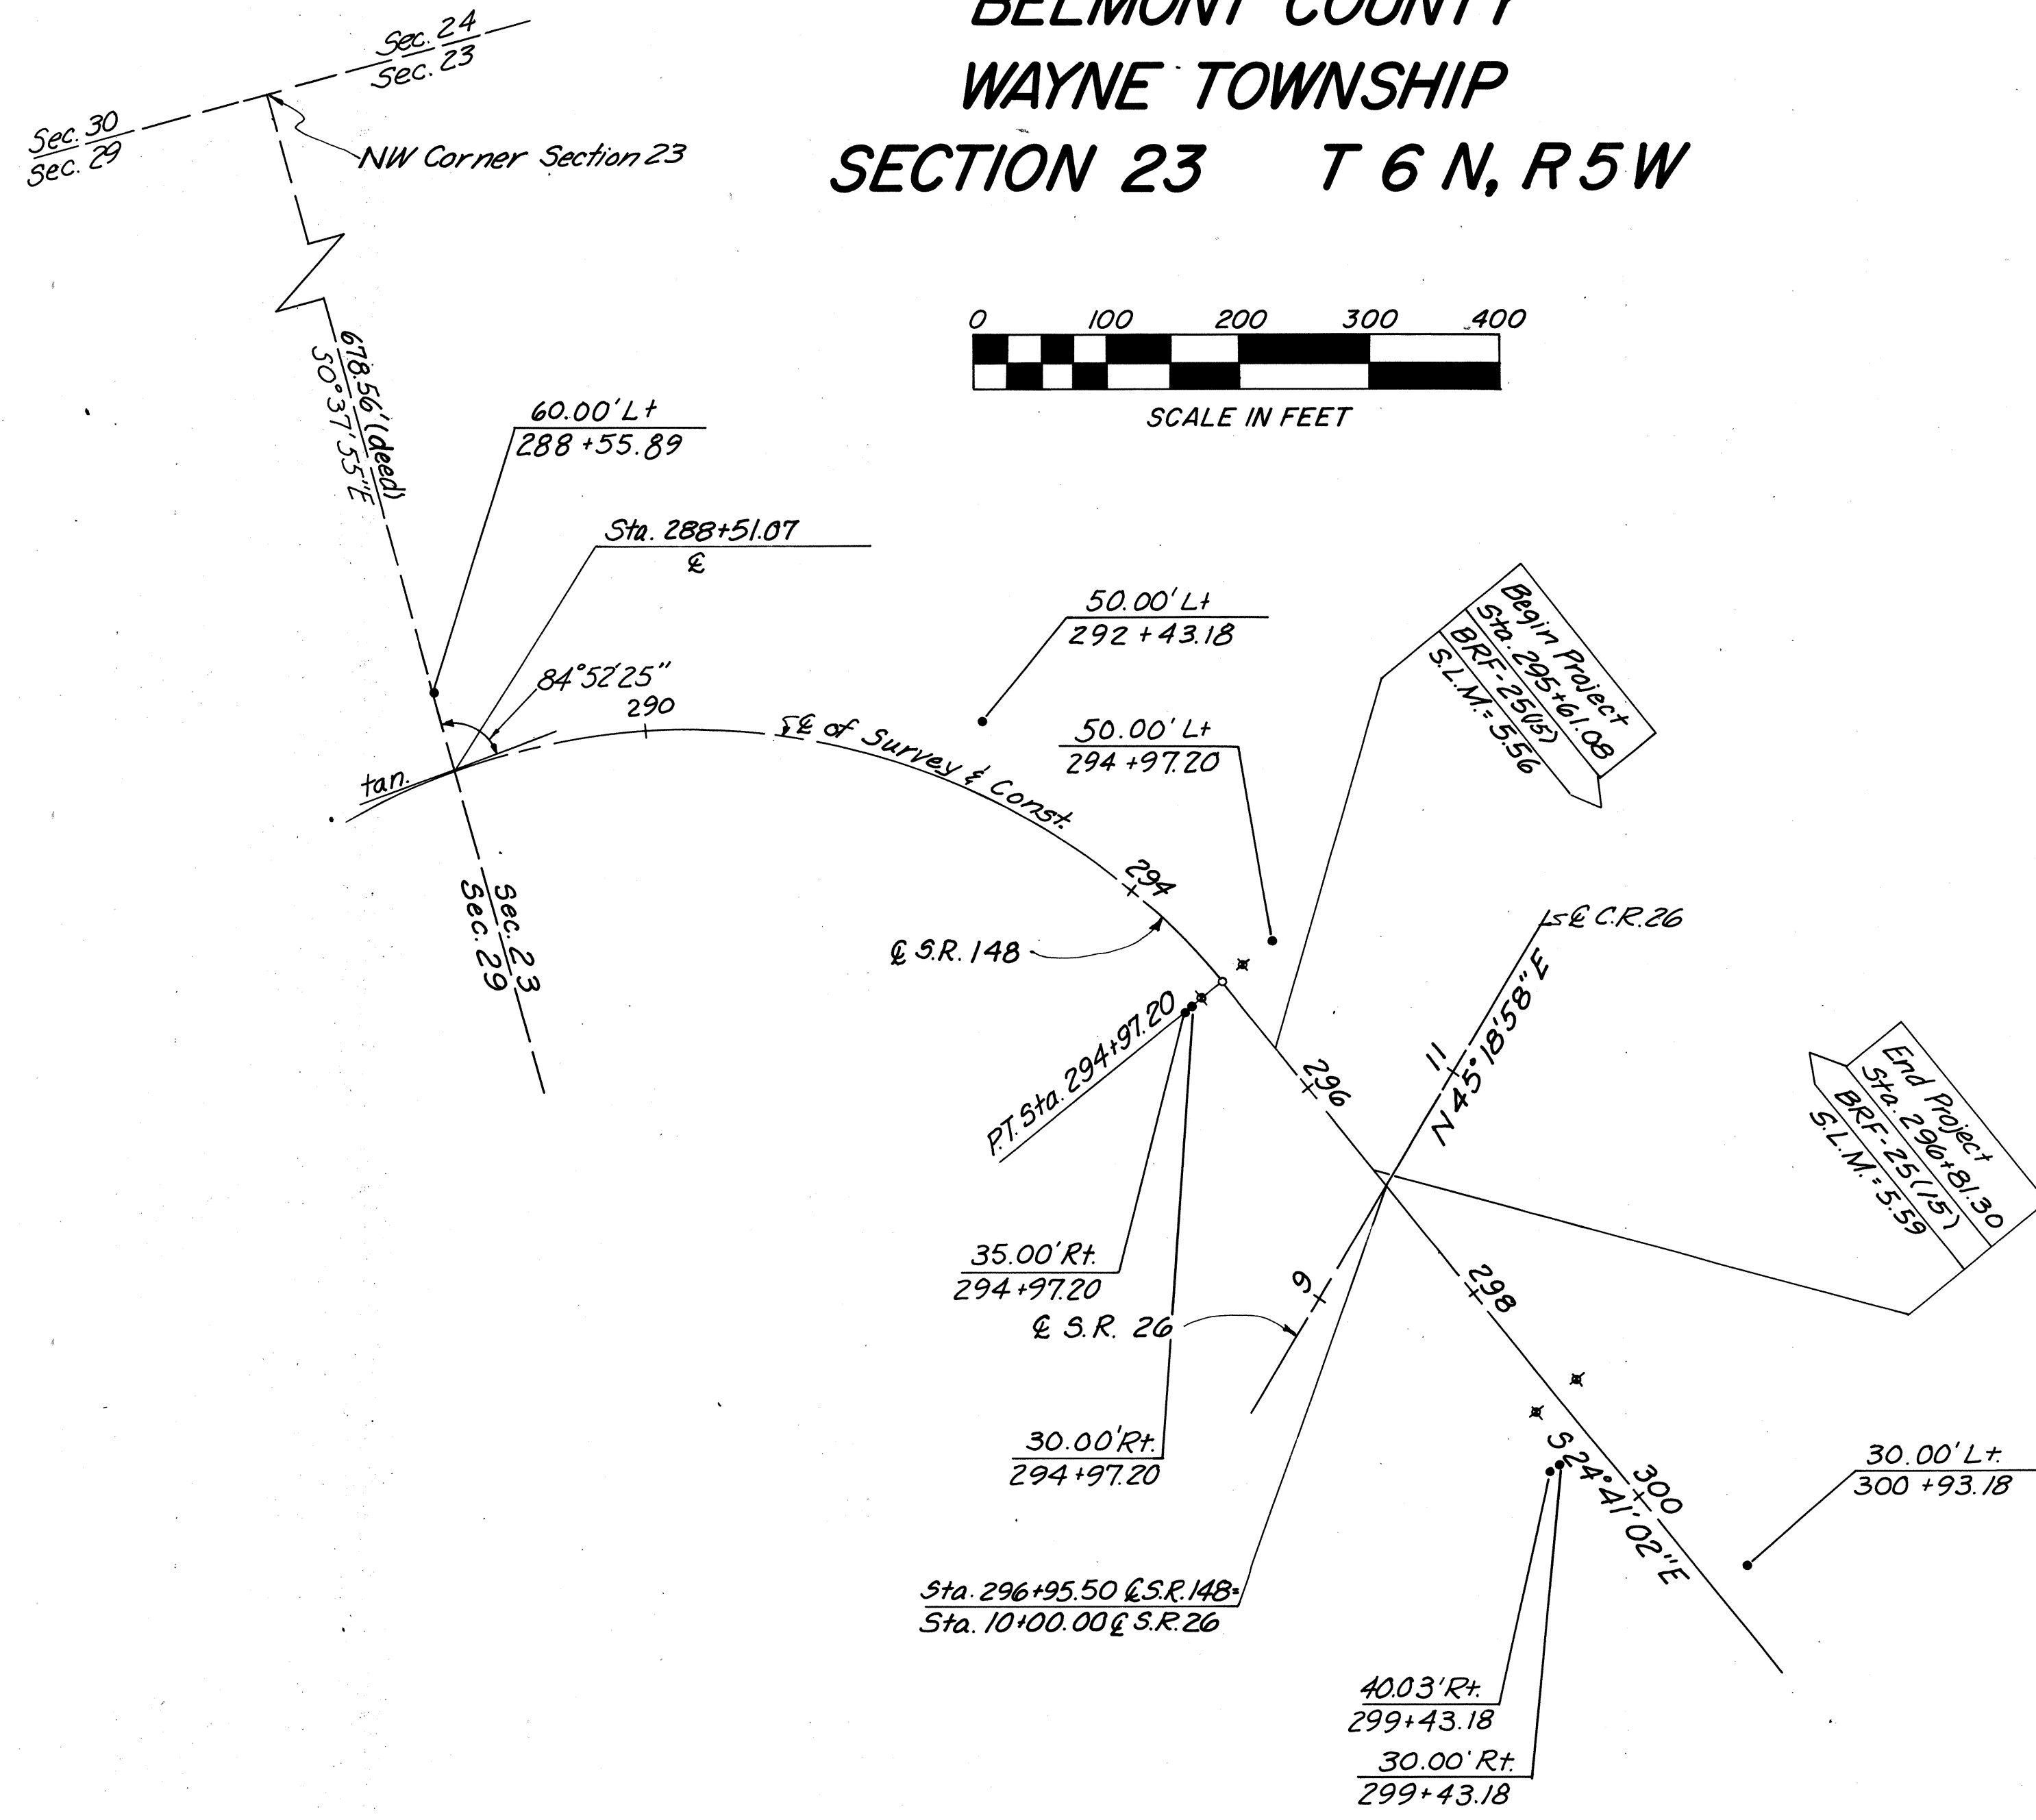 BELMONT COUNTY
WAYNE TOWNSHIP
SECTION 23 T 6 N, R 5 W
Sec. 24
Sec. 23
Sec. 30
Sec. 29
NW Corner Section 23
0 100 200 300 400
SCALE IN FEET
678.56' (deed)
S0°37'55"E
60.00' Lt
288+55.89
Sta. 288+51.07
℄
84°52'25"
290
tan.
℄ of Survey & Const.
50.00' Lt
292+43.18
50.00' Lt
294+97.20
Begin Project
Sta. 295+61.08
BRF-25(15)
S.L.M.=5.56
Sec. 23
Sec. 29
294
℄ S.R. 148
℄ C.R. 26
N 45°18'58" E
11
P.T. Sta. 294+97.20
296
End Project
Sta. 296+81.30
BRF-25(15)
S.L.M.=5.59
35.00' Rt.
294+97.20
℄ S.R. 26
9
298
30.00' Rt.
294+97.20
S 24°41'02" E
300
30.00' Lt.
300+93.18
Sta. 296+95.50 ℄ S.R. 148=
Sta. 10+00.00 ℄ S.R. 26
40.03' Rt.
299+43.18
30.00' Rt.
299+43.18